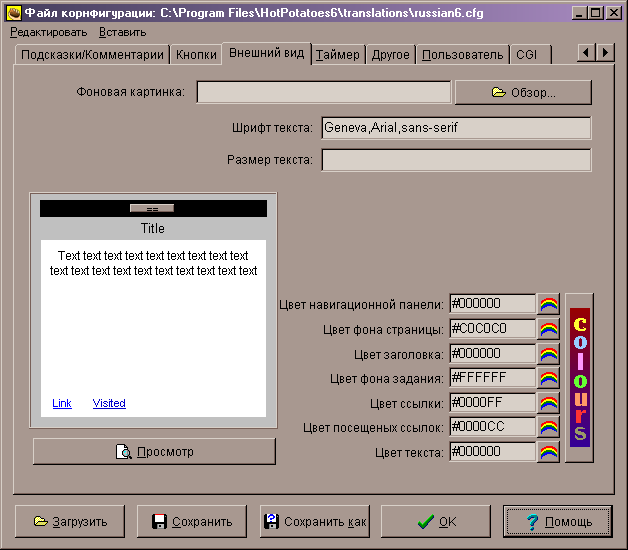 Файл корнфигурации: C:\Program Files\HotPotatoes6\translations\russian6.cfg
Редактировать Вставить
Подсказки/Комментарии Кнопки Внешний вид Таймер Другое Пользователь CGI
Фоновая картинка: Обзор...
Шрифт текста: Geneva,Arial,sans-serif
Размер текста:
Title
Text text text text text text text text text
text text text text text text text text text text
Link Visited
Просмотр
Цвет навигационной панели: #000000
Цвет фона страницы: #C0C0C0
Цвет заголовка: #000000
Цвет фона задания: #FFFFFF
Цвет ссылки: #0000FF
Цвет посещеных ссылок: #0000CC
Цвет текста: #000000
colours
Загрузить Сохранить Сохранить как OK Помощь